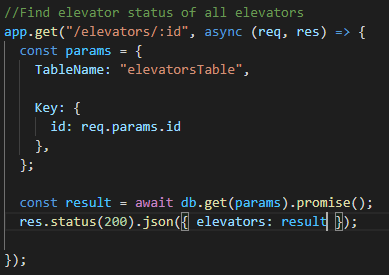 //Find elevator status of all elevators
app.get("/elevators/:id", async (req, res) => {
const params = {
TableName: "elevatorsTable",
Key: {
id: req.params.id
},
};
const result = await db.get(params).promise();
res.status(200).json({ elevators: result });
});